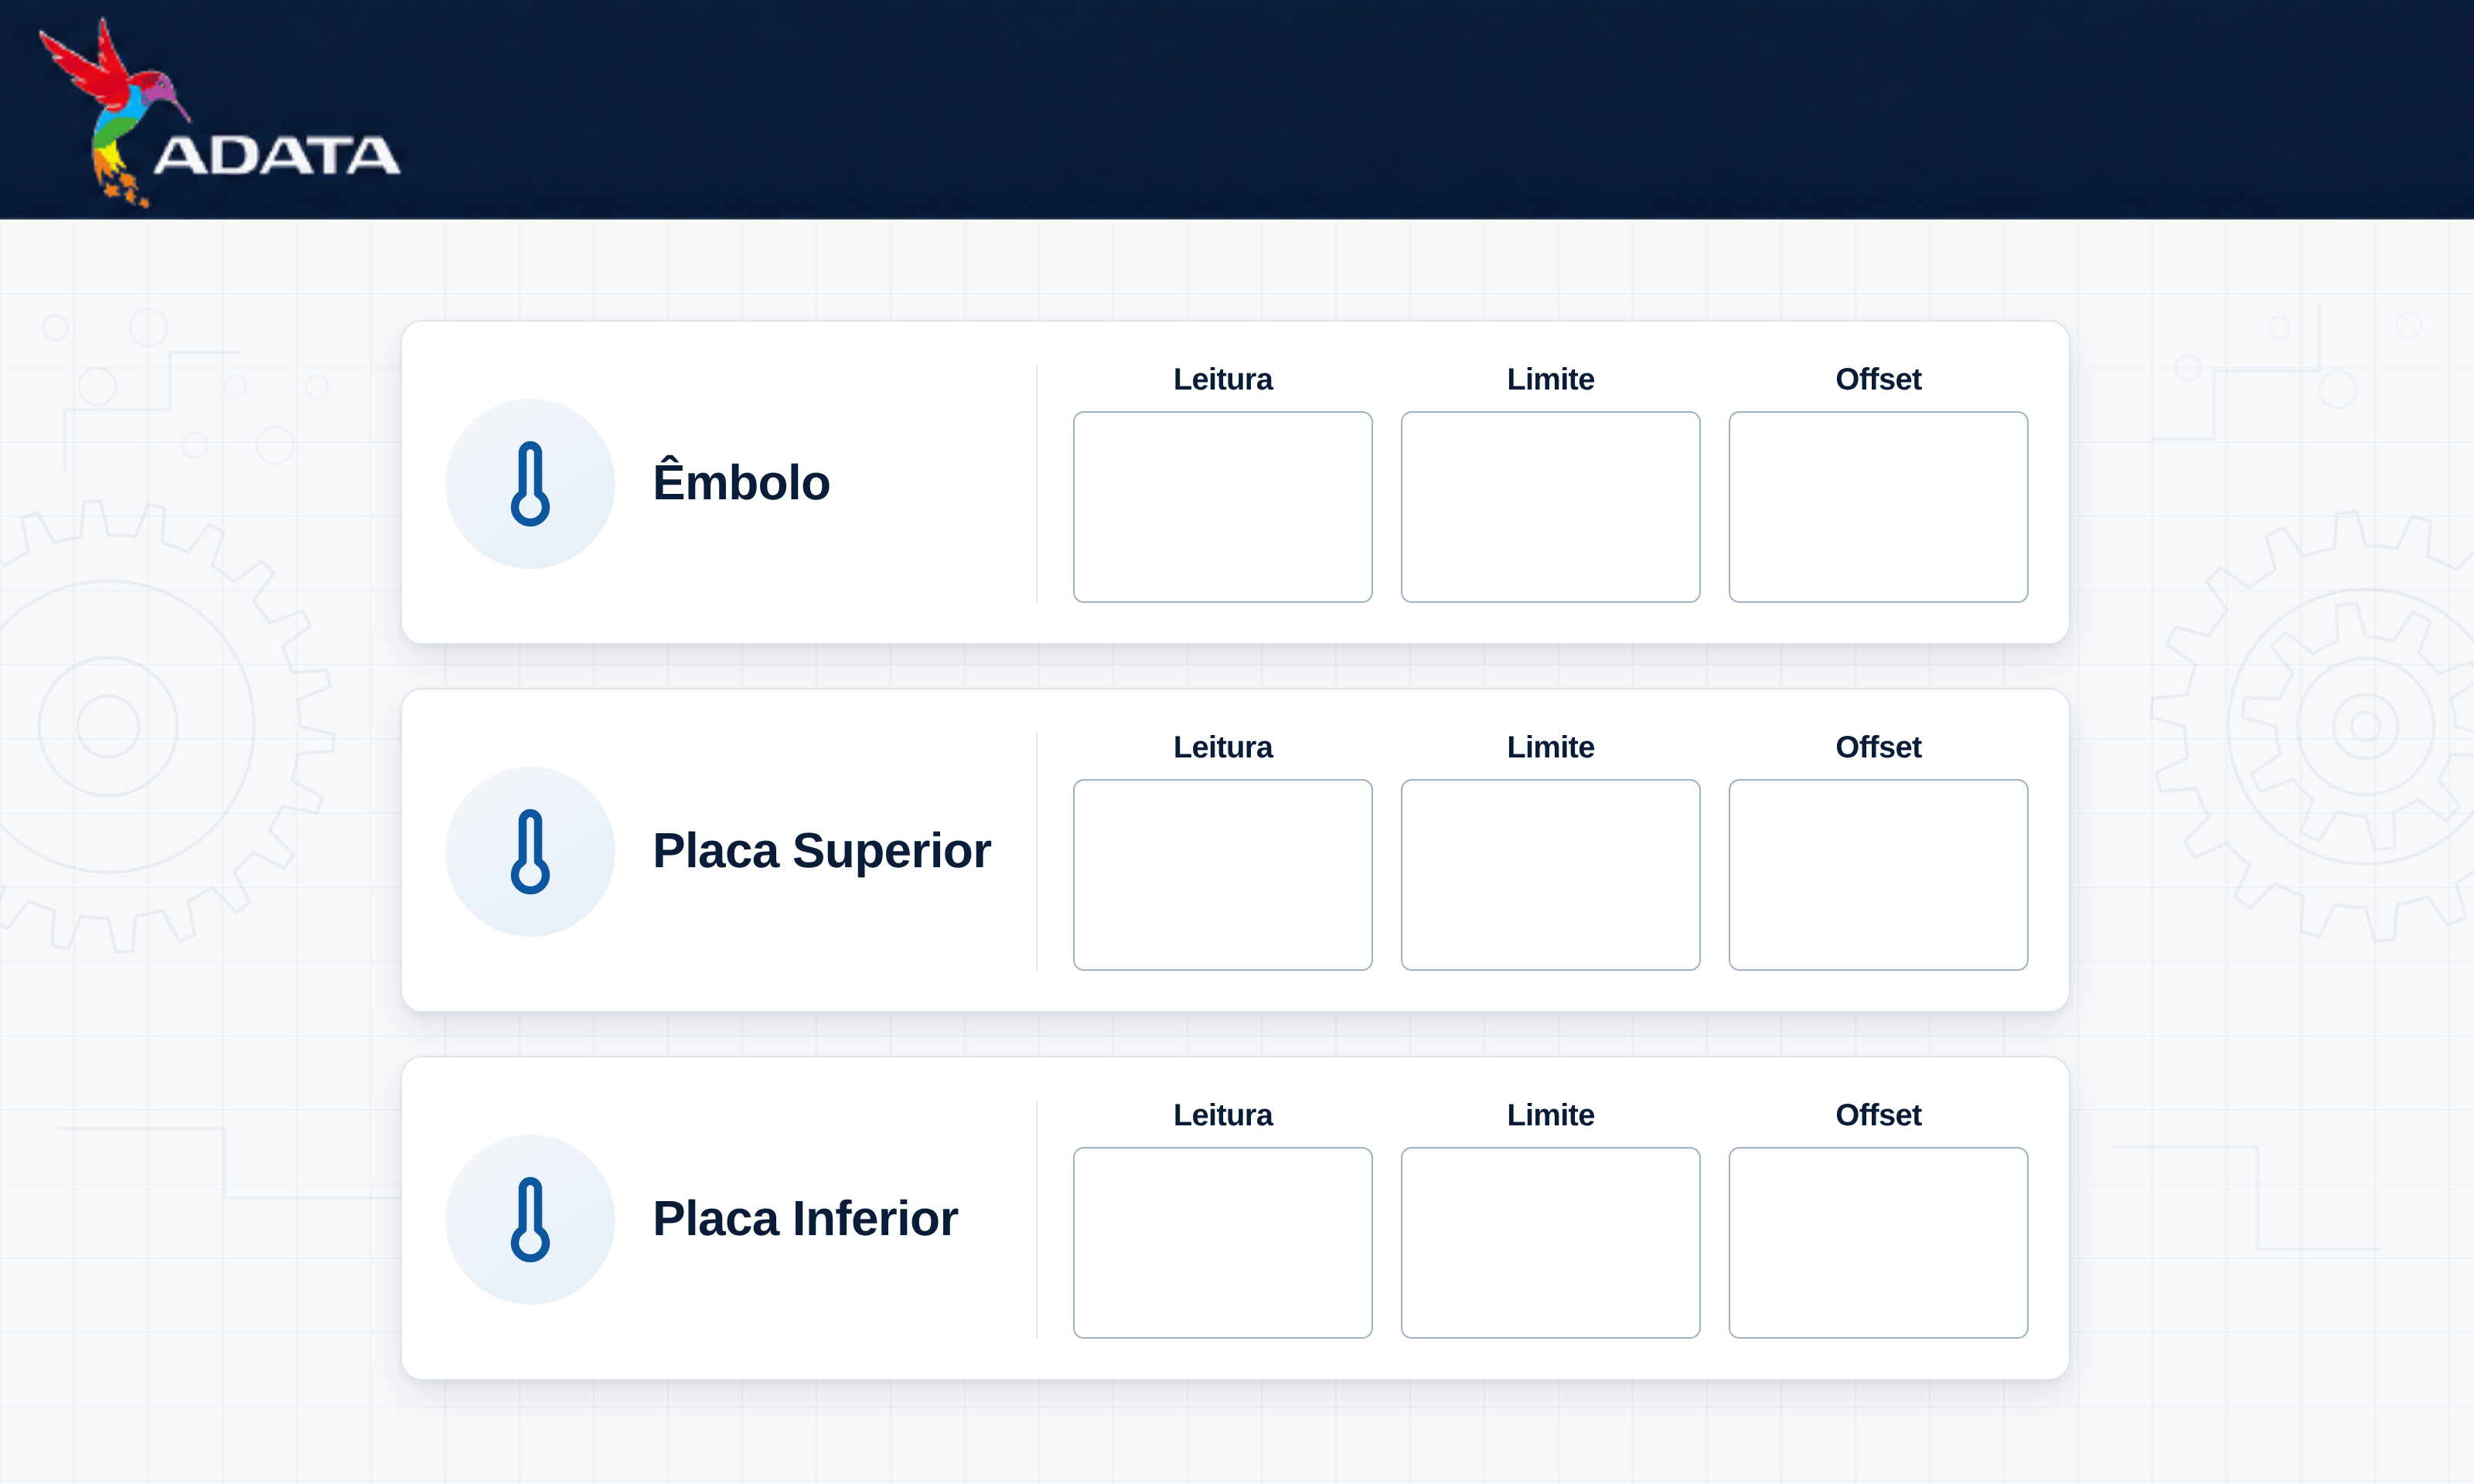 ADATA
Leitura Limite Offset
Êmbolo
Leitura Limite Offset
Placa Superior
Leitura Limite Offset
Placa Inferior